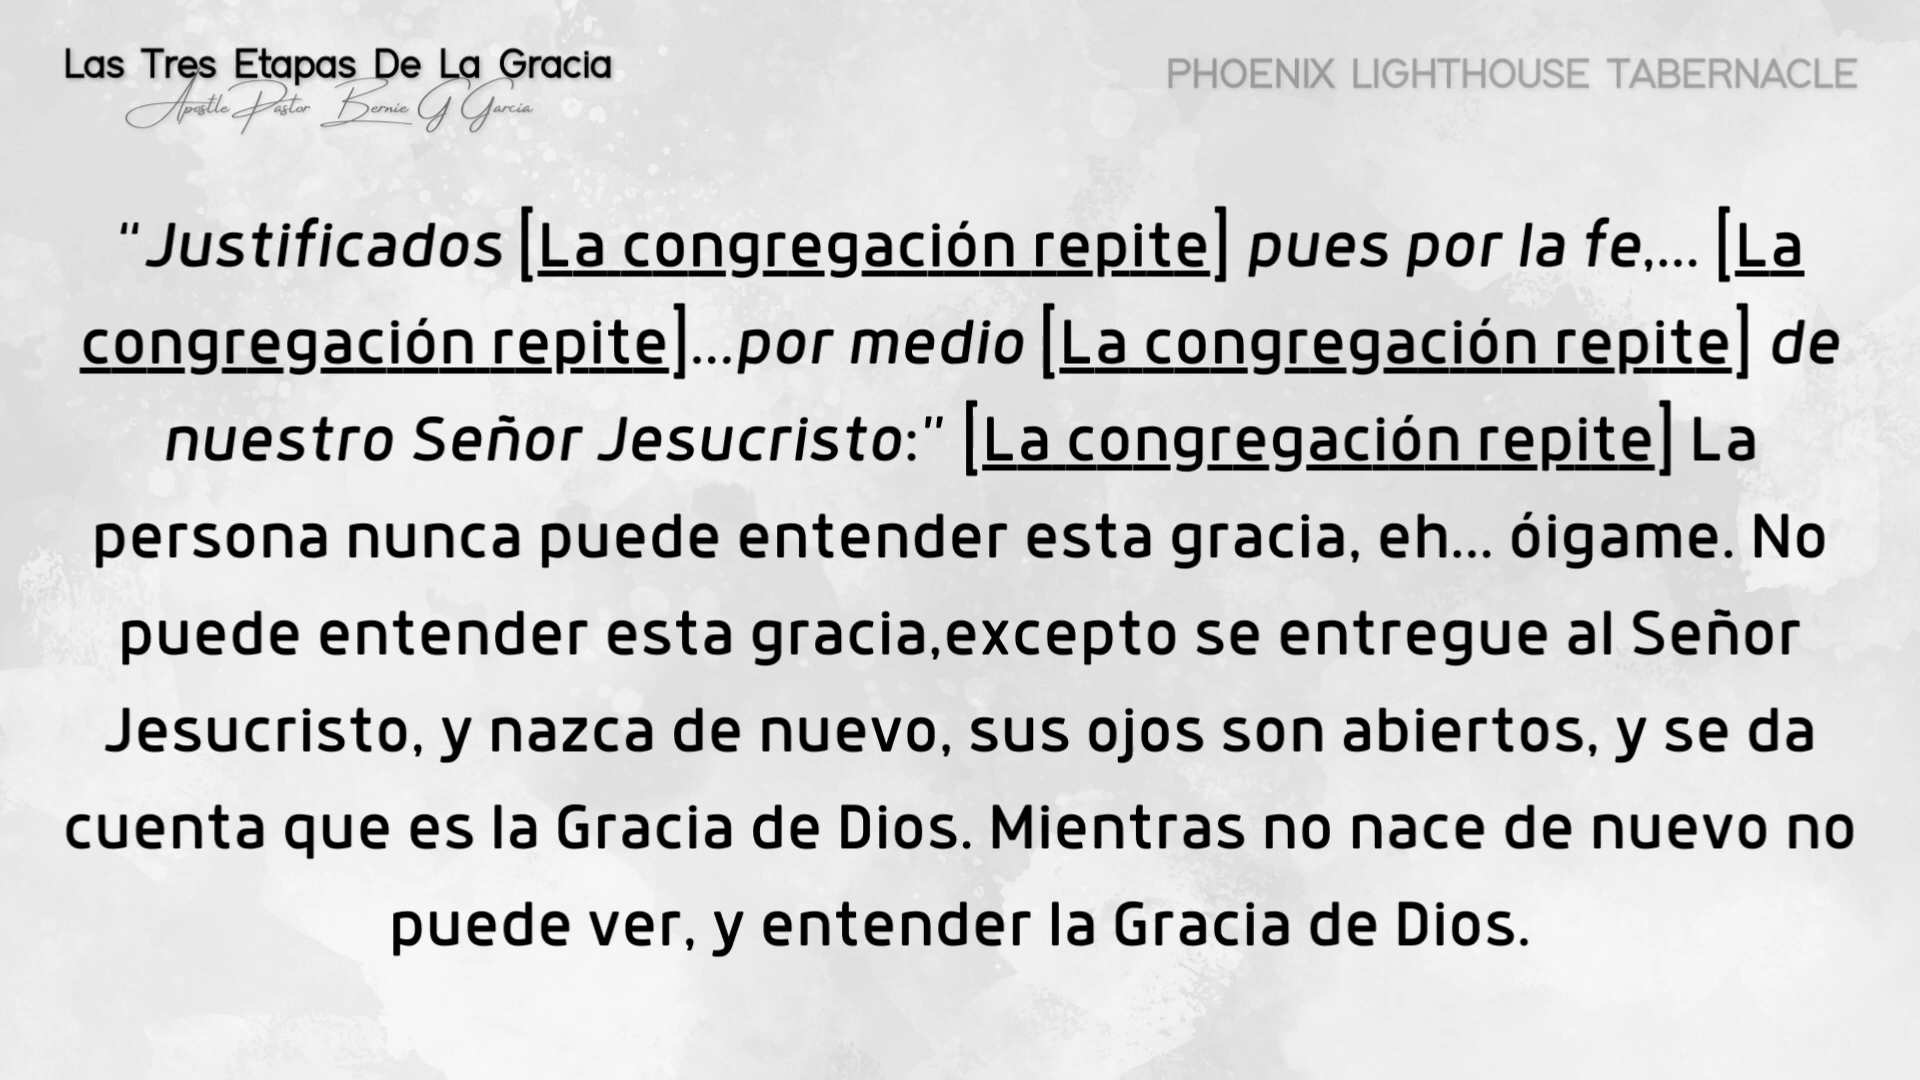 Las Tres Etapas De La Gracia
Apostle Pastor Bernie G Garcia
PHOENIX LIGHTHOUSE TABERNACLE
“Justificados [La congregación repite] pues por la fe,... [La
congregación repite]...por medio [La congregación repite] de
nuestro Señor Jesucristo:” [La congregación repite] La
persona nunca puede entender esta gracia, eh... óigame. No
puede entender esta gracia,excepto se entregue al Señor
Jesucristo, y nazca de nuevo, sus ojos son abiertos, y se da
cuenta que es la Gracia de Dios. Mientras no nace de nuevo no
puede ver, y entender la Gracia de Dios.